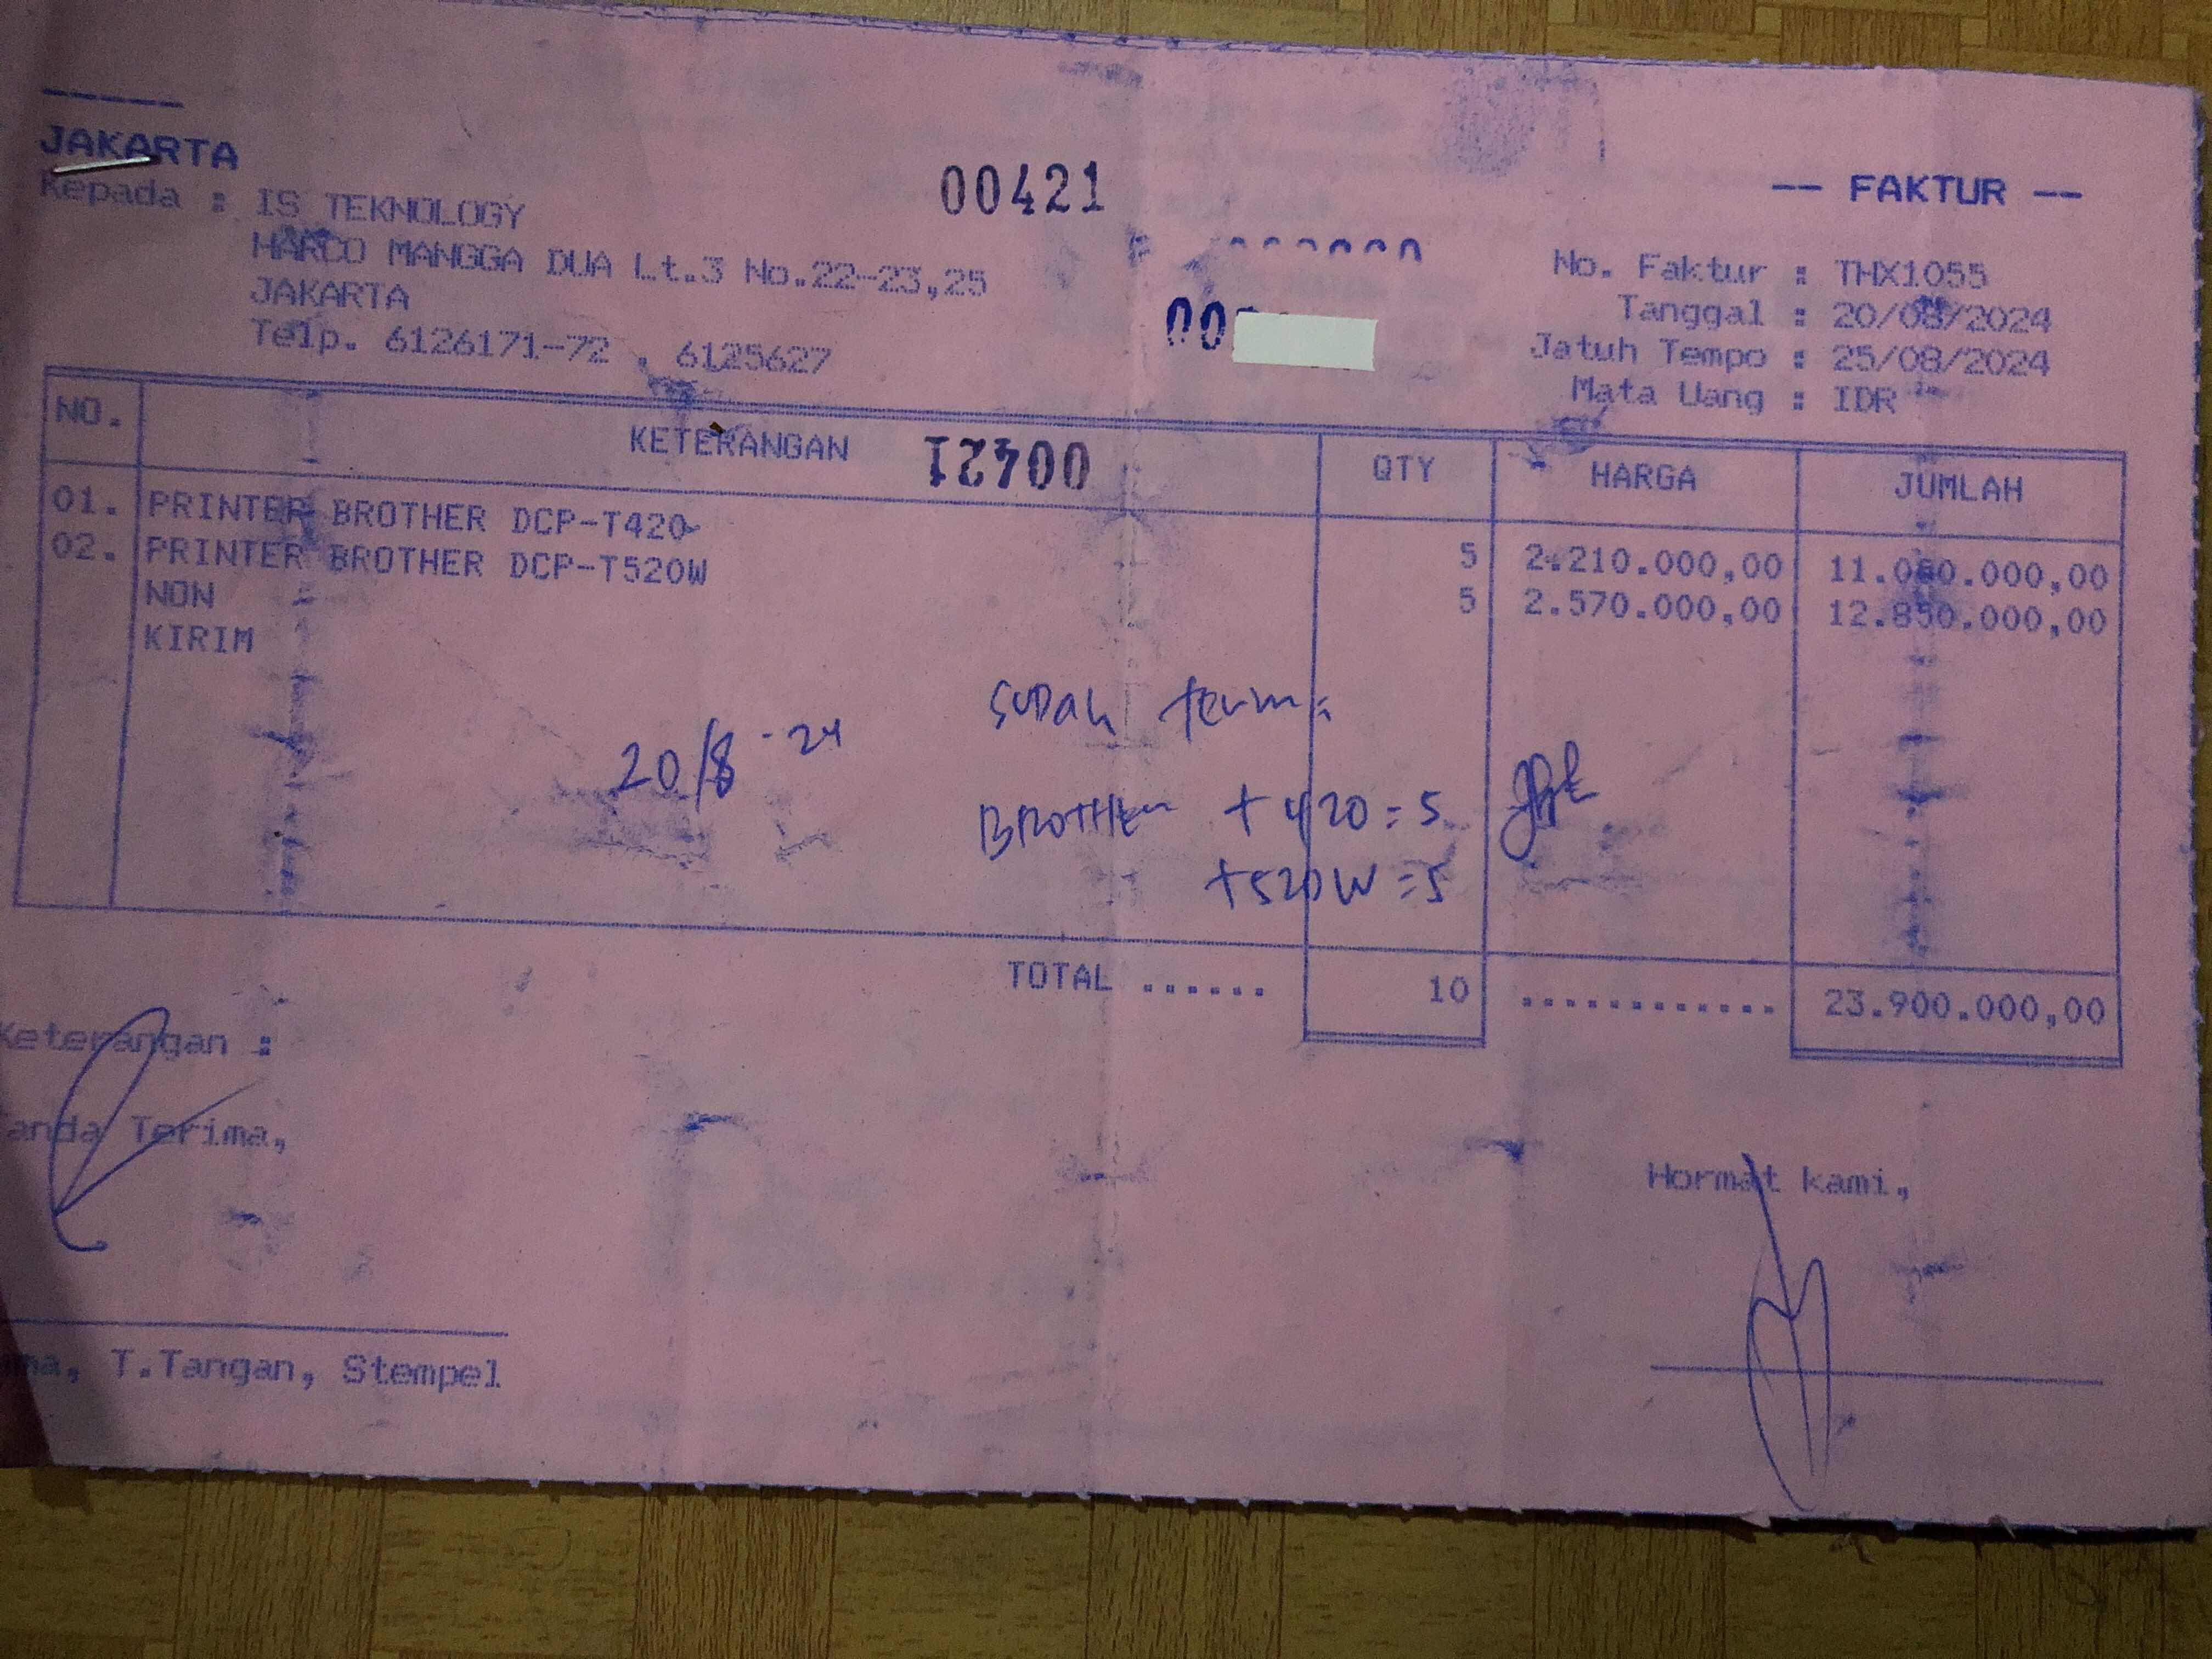 JAKARTA
Kepada : IS TEKNOLOGY
HARCO MANGGA DUA Lt.3 No.22-23,25
JAKARTA
Telp. 6126171-72 , 6125627
00421
00
-- FAKTUR --
No. Faktur : THX1055
Tanggal : 20/08/2024
Jatuh Tempo : 25/08/2024
Mata Uang : IDR
NO. KETERANGAN QTY HARGA JUMLAH
00421
01. PRINTER BROTHER DCP-T420 5 2.210.000,00 11.050.000,00
02. PRINTER BROTHER DCP-T520W 5 2.570.000,00 12.850.000,00
NON
KIRIM
20/8-24
SUDAH terima
BROTHER T420=5
T520W=5
TOTAL ...... 10 ............ 23.900.000,00
Keterangan :
anda Terima,
Hormat kami,
ma, T.Tangan, Stempel